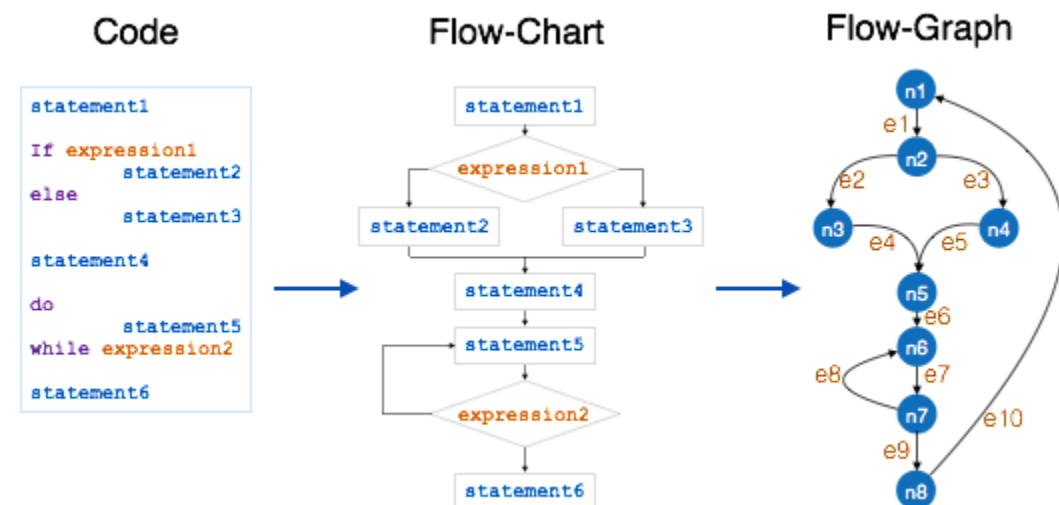 Code
statement1
If expression1
statement2
else
statement3
statement4
do
statement5
while expression2
statement6
Flow-Chart
statement1
expression1
statement2
statement3
statement4
statement5
expression2
statement6
Flow-Graph
n1
e1
n2
e2
e3
n3
e4
e5
n4
n5
e6
n6
e8
e7
n7
e9
e10
n8